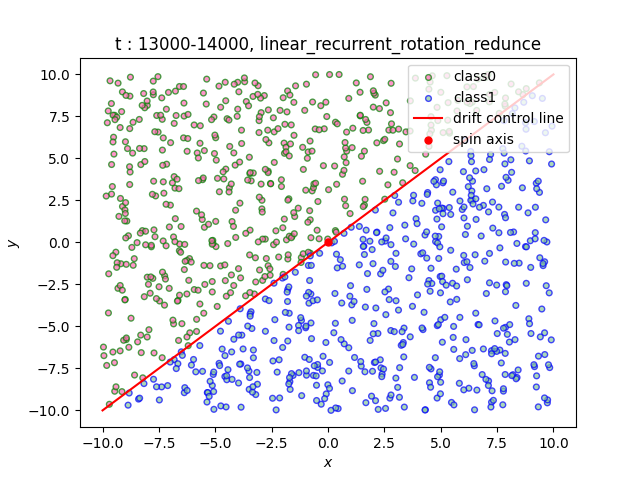 t : 13000-14000, linear_recurrent_rotation_redunce
class0
class1
drift control line
spin axis
10.0
7.5
5.0
2.5
0.0
−2.5
−5.0
−7.5
−10.0
y
−10.0 −7.5 −5.0 −2.5 0.0 2.5 5.0 7.5 10.0
x